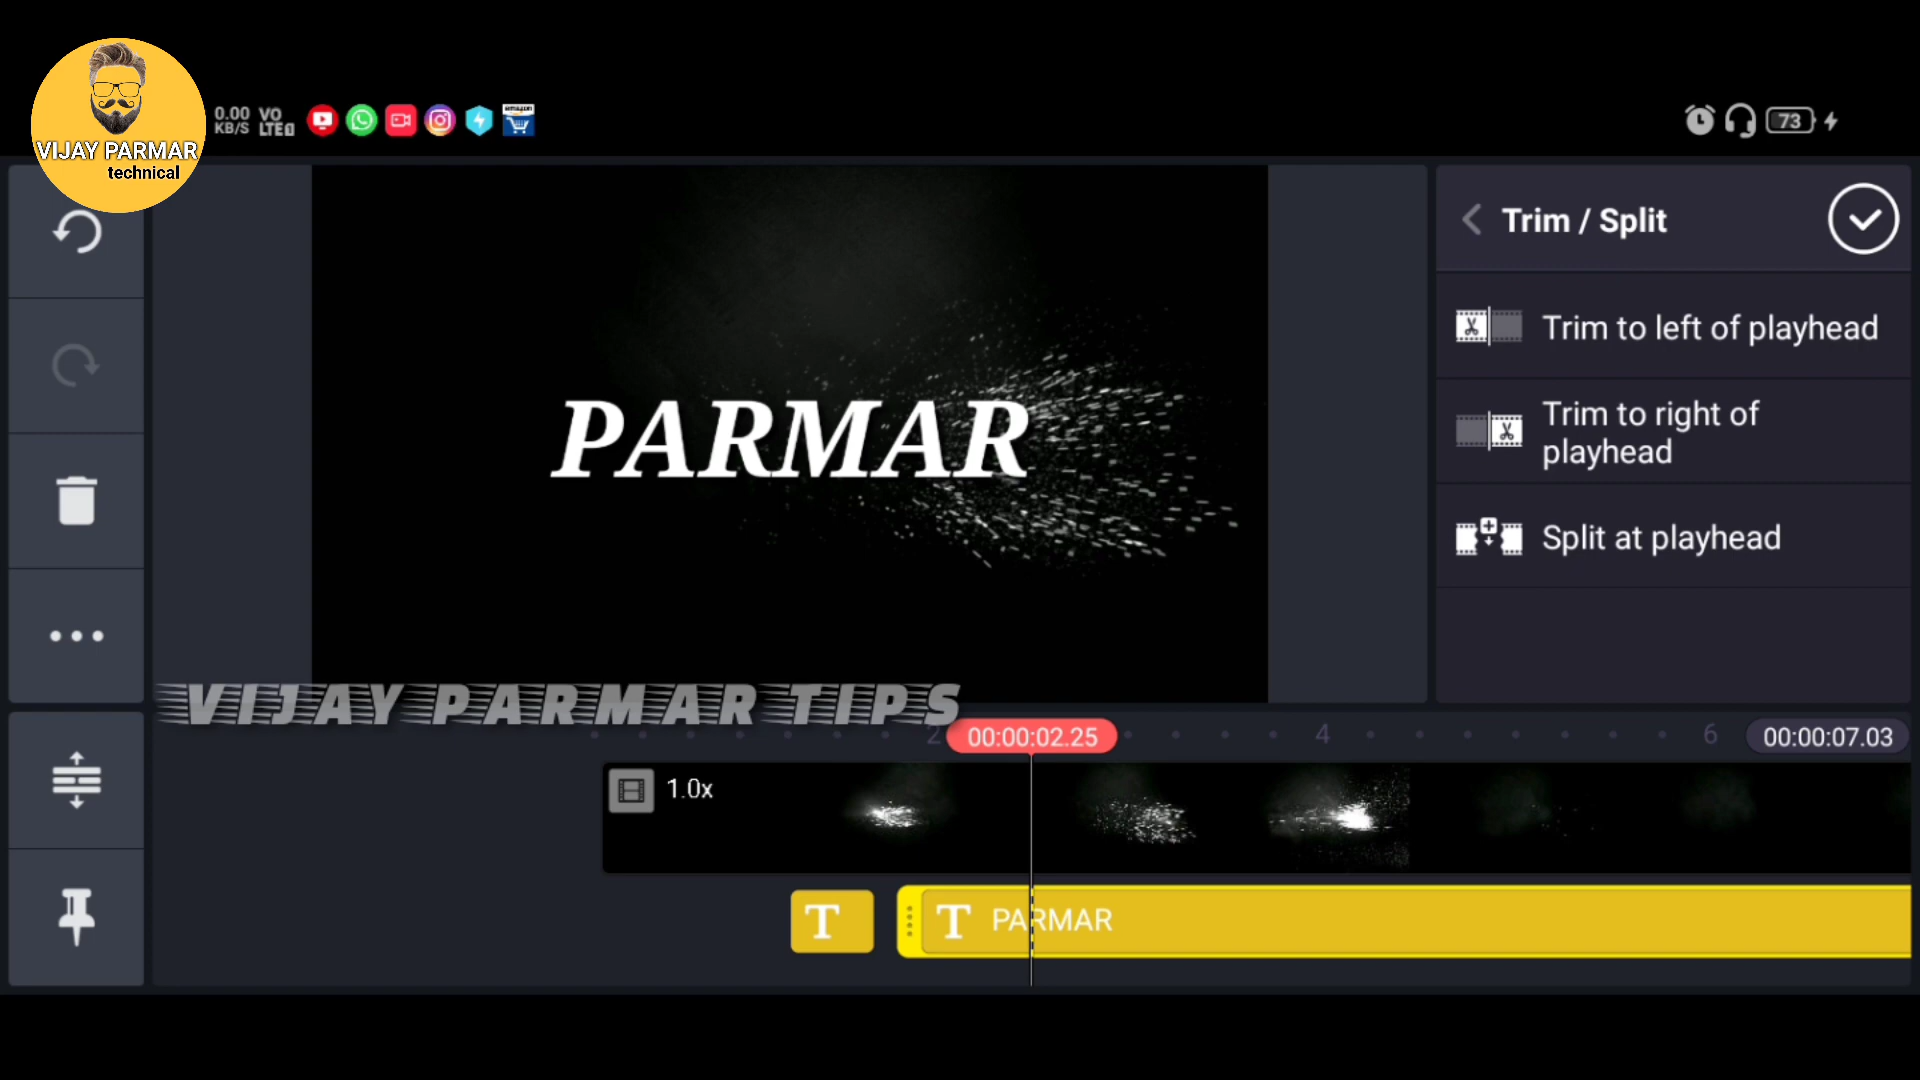 VIJAY PARMAR
technical
0.00
KB/S
VO
LTE
amazon
73
Trim / Split
Trim to left of playhead
Trim to right of
playhead
Split at playhead
PARMAR
VIJAY PARMAR TIPS
2
00:00:02.25
4
6
00:00:07.03
1.0x
T
T PARMAR